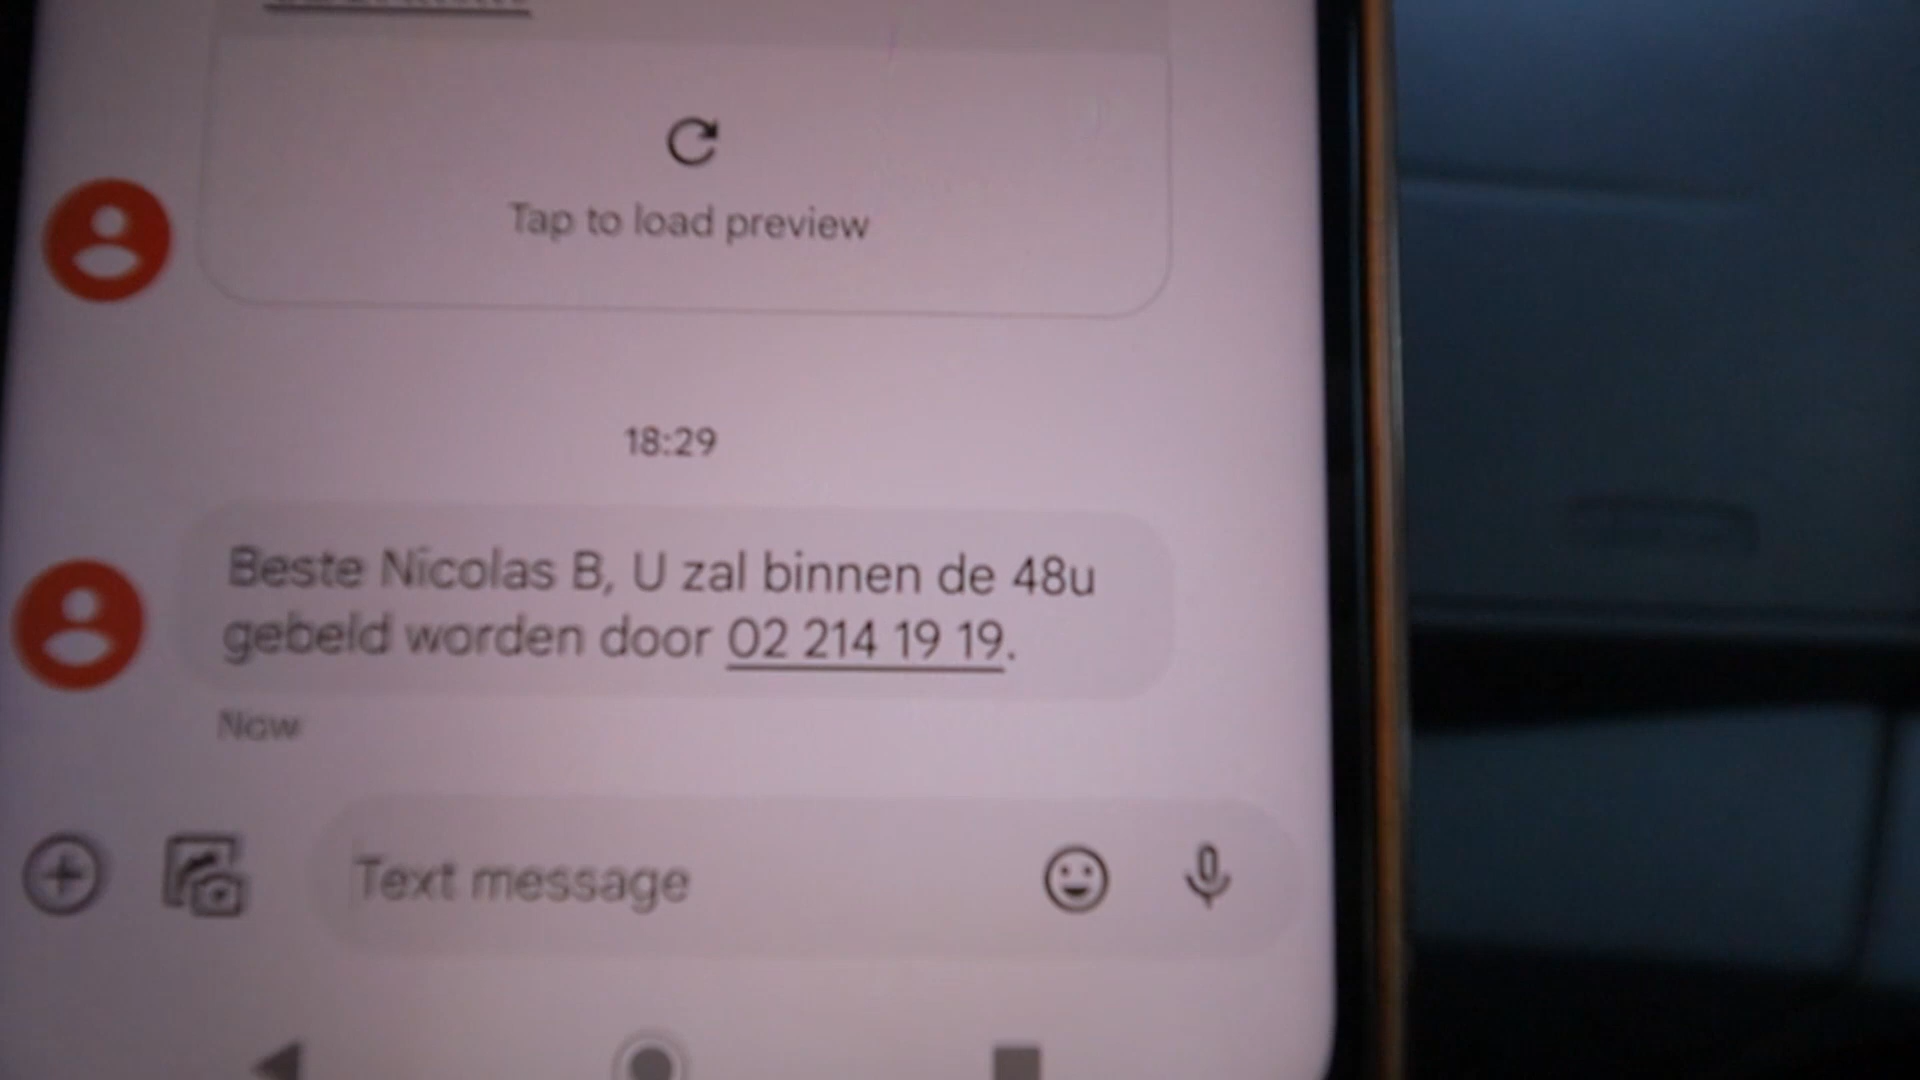 Tap to load preview
18:29
Beste Nicolas B, U zal binnen de 48u
gebeld worden door 02 214 19 19.
Now
Text message